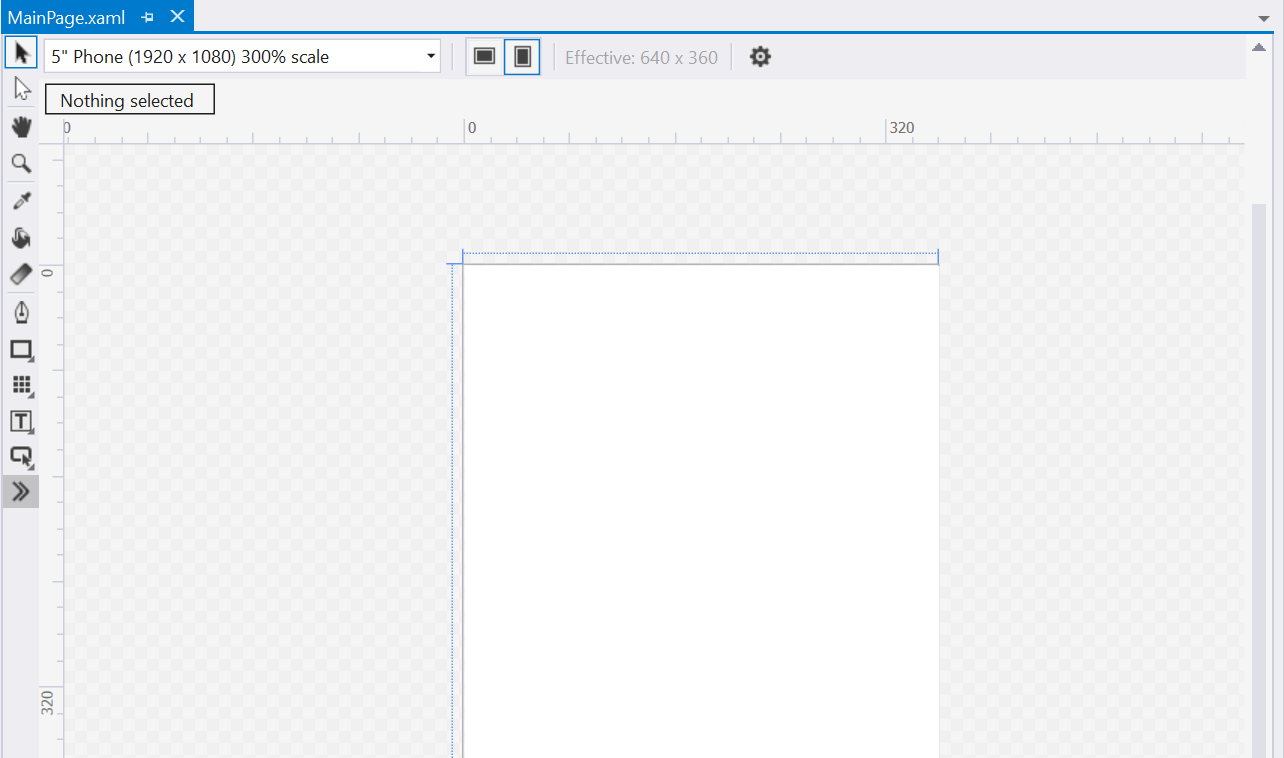 MainPage.xaml
5" Phone (1920 x 1080) 300% scale
Effective: 640 x 360
Nothing selected
0 0 320
0
T
320